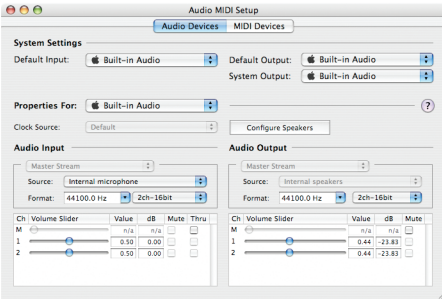 Audio MIDI Setup
Audio Devices MIDI Devices
System Settings
Default Input: Built-in Audio Default Output: Built-in Audio
System Output: Built-in Audio
Properties For: Built-in Audio ?
Clock Source: Default Configure Speakers
Audio Input Audio Output
Master Stream Master Stream
Source: Internal microphone Source: Internal speakers
Format: 44100.0 Hz 2ch-16bit Format: 44100.0 Hz 2ch-16bit
Ch Volume Slider Value dB Mute Thru Ch Volume Slider Value dB Mute
M n/a n/a M n/a n/a
1 0.50 0.00 1 0.44 -23.83
2 0.50 0.00 2 0.44 -23.83